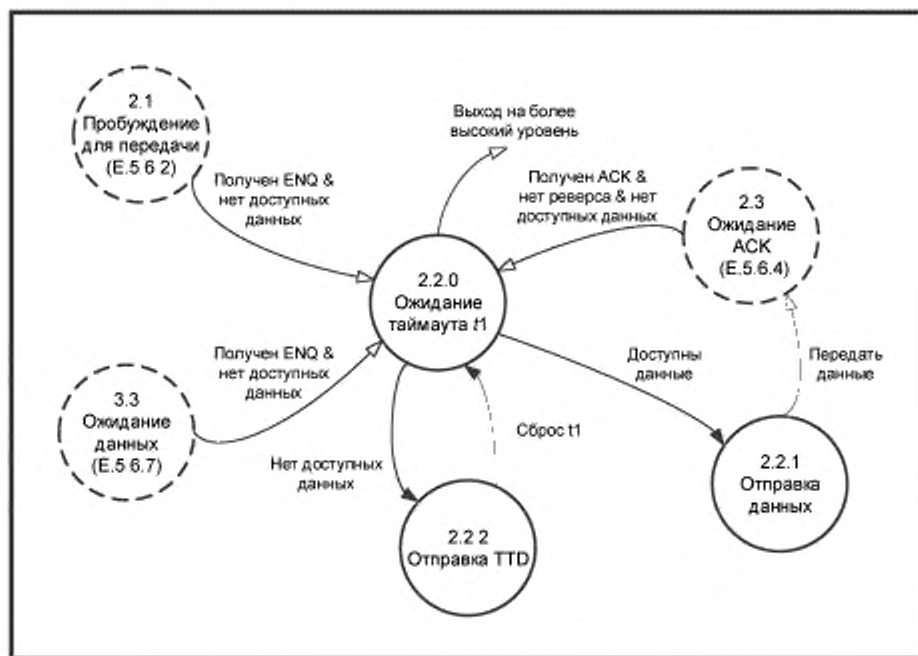 2.1
Пробуждение
для передачи
(E.5 6 2)
Получен ENQ &
нет доступных
данных
Выход на более
высокий уровень
Получен ACK &
нет реверса & нет
доступных данных
2.3
Ожидание
ACK
(E.5.6.4)
2.2.0
Ожидание
таймаута t1
3.3
Ожидание
данных
(E.5 6.7)
Получен ENQ &
нет доступных
данных
Доступны
данные
Передать
данные
Сброс t1
Нет доступных
данных
2.2 2
Отправка TTD
2.2.1
Отправка
данных